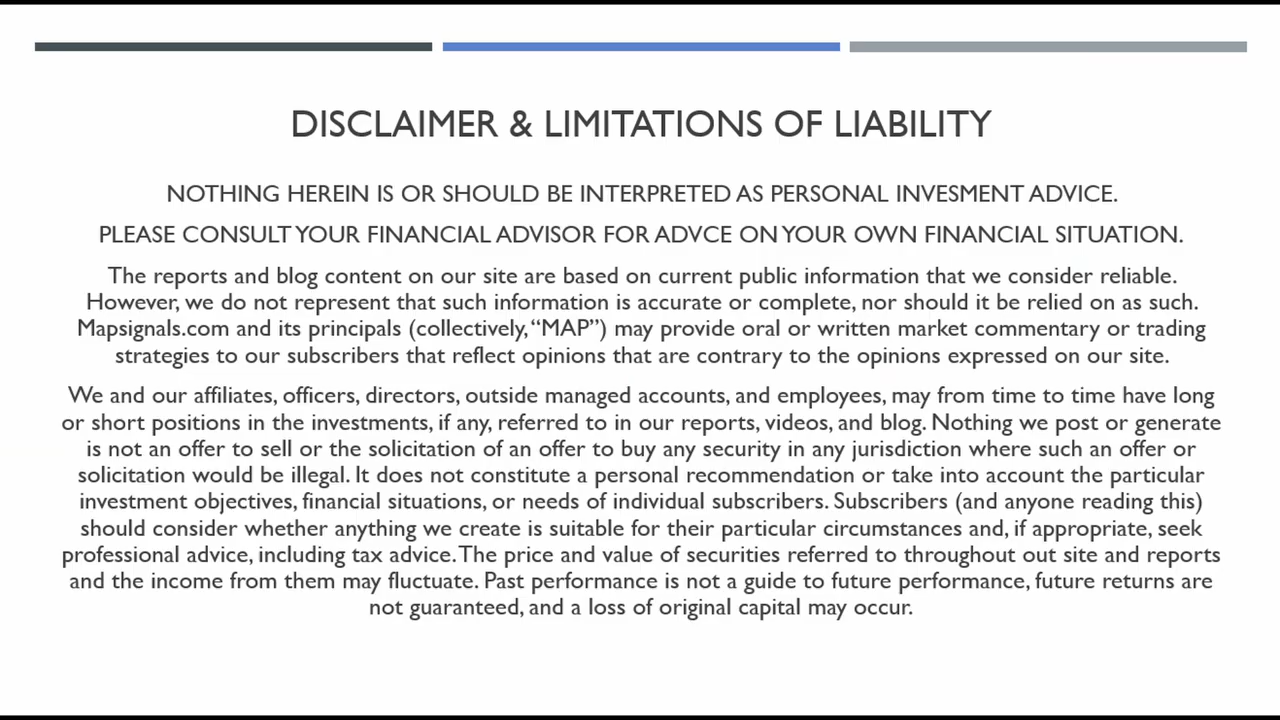 DISCLAIMER & LIMITATIONS OF LIABILITY
NOTHING HEREIN IS OR SHOULD BE INTERPRETED AS PERSONAL INVESMENT ADVICE.
PLEASE CONSULT YOUR FINANCIAL ADVISOR FOR ADVCE ON YOUR OWN FINANCIAL SITUATION.
The reports and blog content on our site are based on current public information that we consider reliable.
However, we do not represent that such information is accurate or complete, nor should it be relied on as such.
Mapsignals.com and its principals (collectively, “MAP”) may provide oral or written market commentary or trading
strategies to our subscribers that reflect opinions that are contrary to the opinions expressed on our site.
We and our affiliates, officers, directors, outside managed accounts, and employees, may from time to time have long
or short positions in the investments, if any, referred to in our reports, videos, and blog. Nothing we post or generate
is not an offer to sell or the solicitation of an offer to buy any security in any jurisdiction where such an offer or
solicitation would be illegal. It does not constitute a personal recommendation or take into account the particular
investment objectives, financial situations, or needs of individual subscribers. Subscribers (and anyone reading this)
should consider whether anything we create is suitable for their particular circumstances and, if appropriate, seek
professional advice, including tax advice. The price and value of securities referred to throughout out site and reports
and the income from them may fluctuate. Past performance is not a guide to future performance, future returns are
not guaranteed, and a loss of original capital may occur.